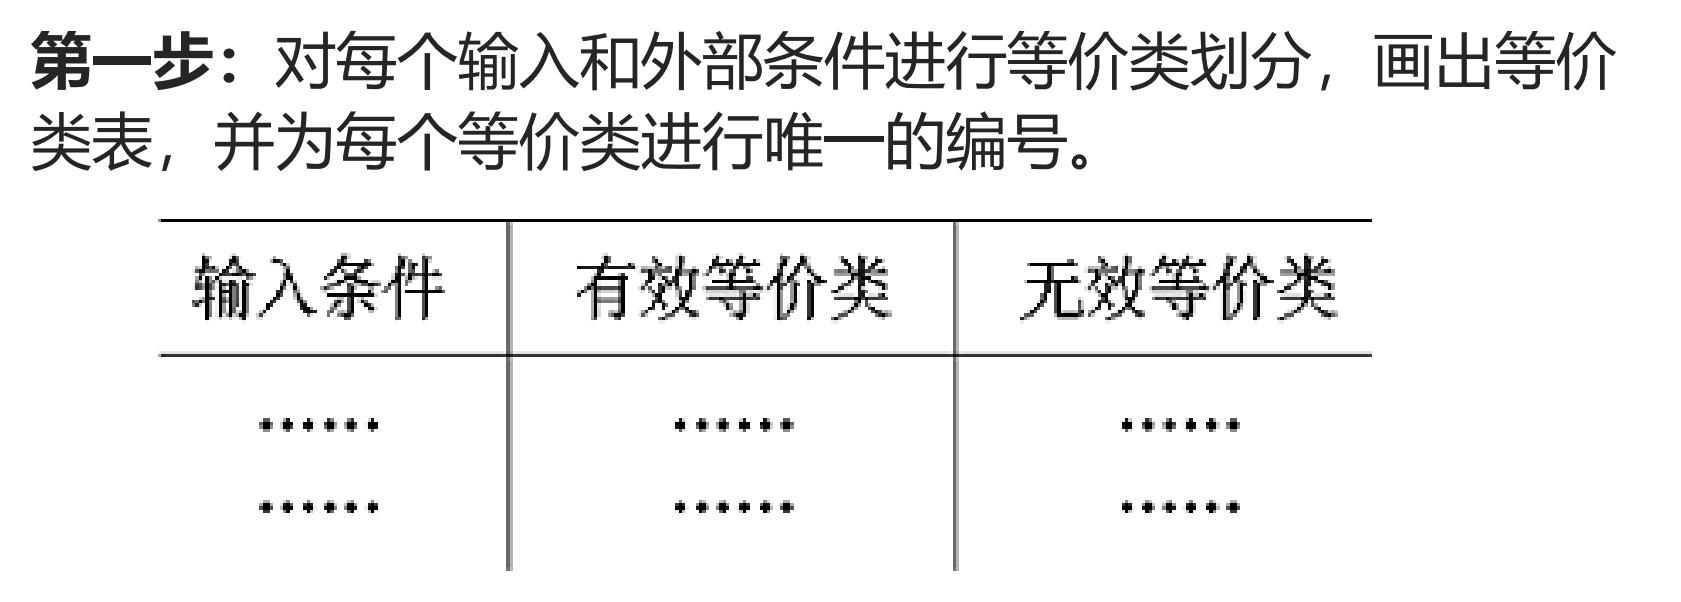 第一步：对每个输入和外部条件进行等价类划分，画出等价
类表，并为每个等价类进行唯一的编号。
输入条件 有效等价类 无效等价类
…… …… ……
…… …… ……